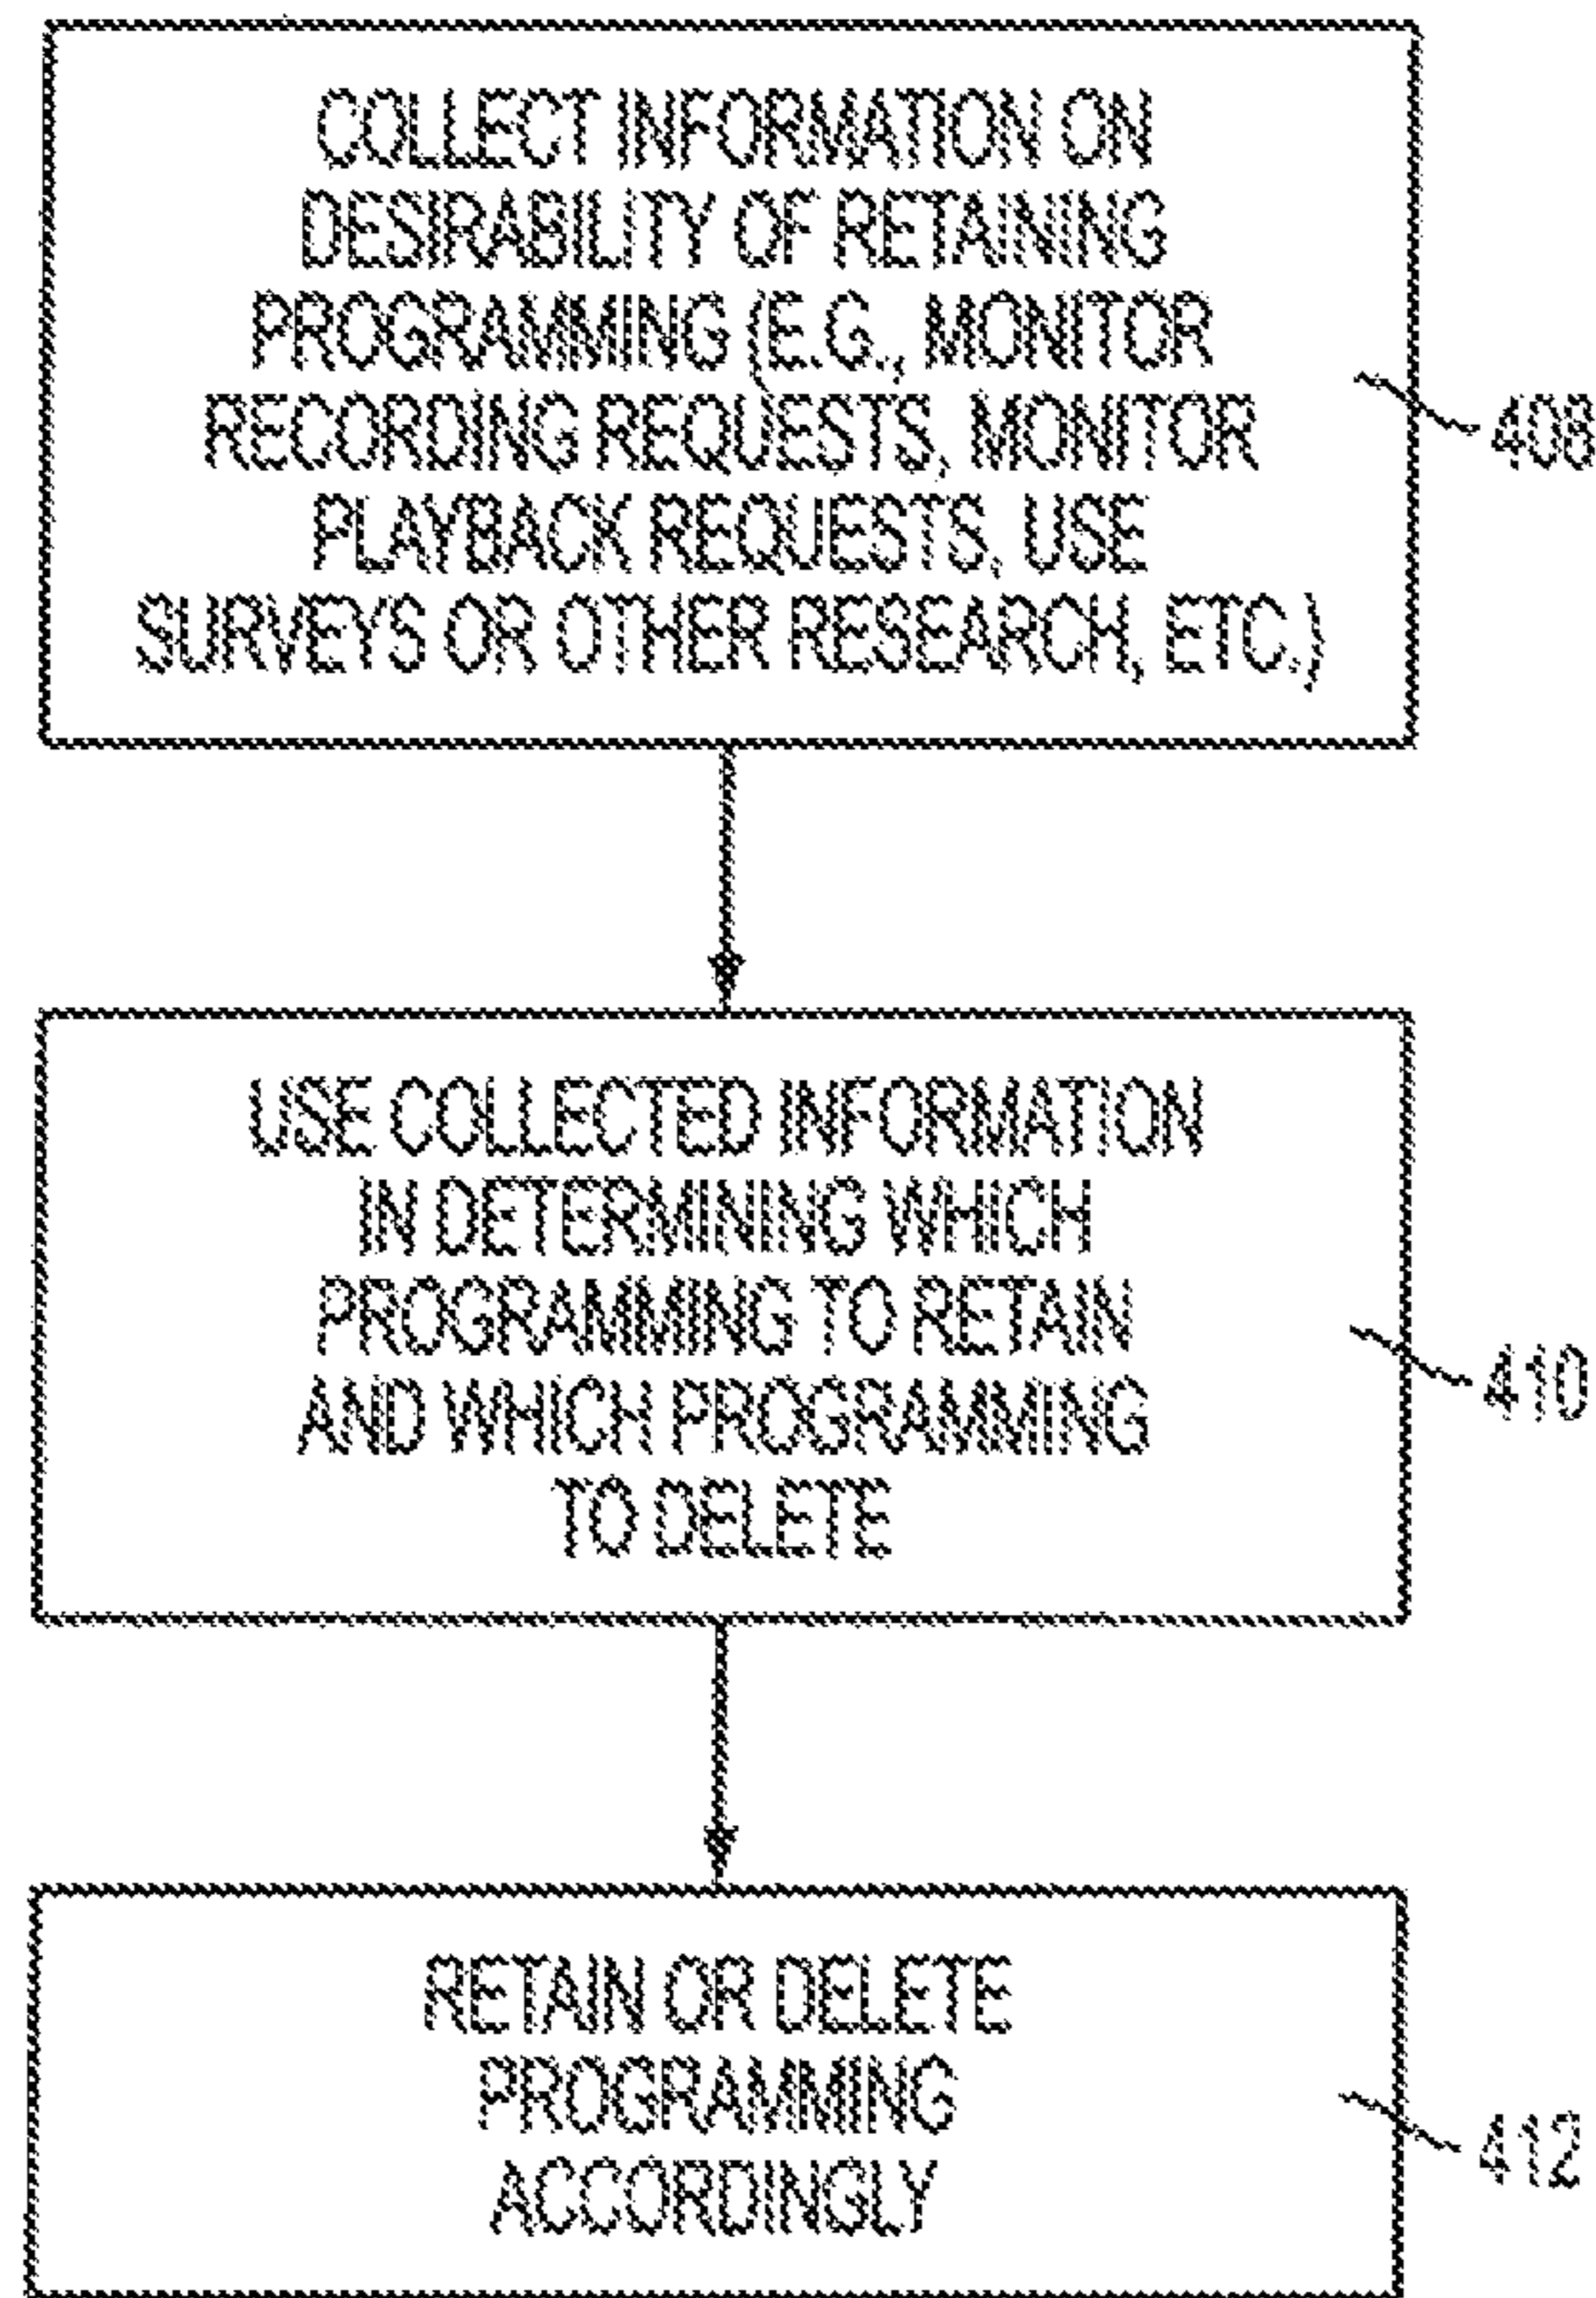 COLLECT INFORMATION ON
DESIRABILITY OF RETAINING
PROGRAMMING (E.G., MONITOR
RECORDING REQUESTS, MONITOR
PLAYBACK REQUESTS, USE
SURVEYS OR OTHER RESEARCH, ETC.)
408
USE COLLECTED INFORMATION
IN DETERMINING WHICH
PROGRAMMING TO RETAIN
AND WHICH PROGRAMMING
TO DELETE
410
RETAIN OR DELETE
PROGRAMMING
ACCORDINGLY
412